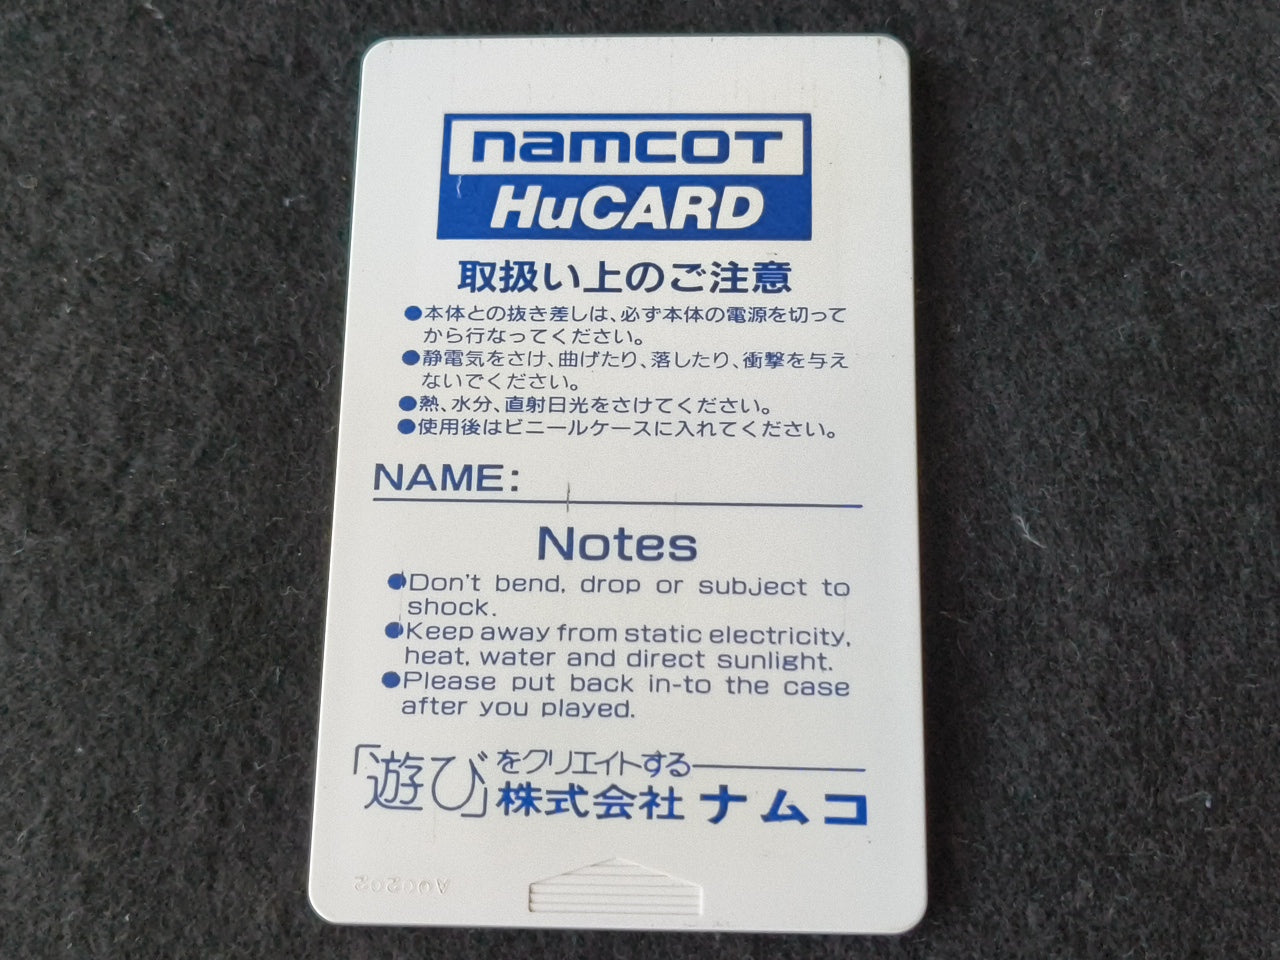 namcot
HuCARD
取扱い上のご注意
●本体との抜き差しは、必ず本体の電源を切って
から行なってください。
●静電気をさけ、曲げたり、落したり、衝撃を与え
ないでください。
●熱、水分、直射日光をさけてください。
●使用後はビニールケースに入れてください。
NAME:
Notes
●Don't bend, drop or subject to
shock.
●Keep away from static electricity,
heat, water and direct sunlight.
●Please put back in-to the case
after you played.
「遊び」をクリエイトする
株式会社ナムコ